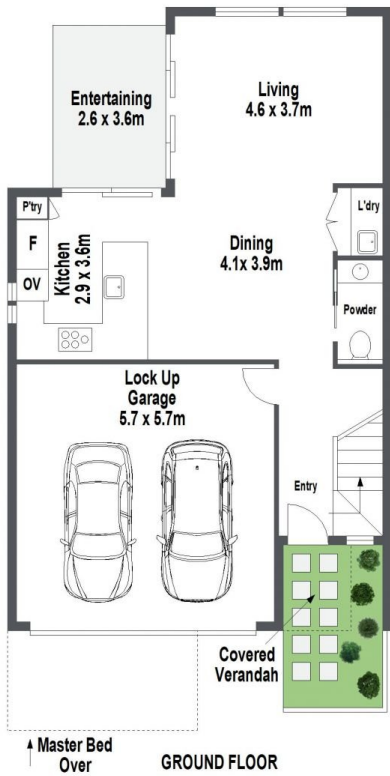 Entertaining
2.6 x 3.6m
Living
4.6 x 3.7m
P'try
F
OV
Kitchen
2.9 x 3.6m
Dining
4.1x 3.9m
L'dry
Powder
Lock Up
Garage
5.7 x 5.7m
Entry
Covered
Verandah
Master Bed
Over
GROUND FLOOR